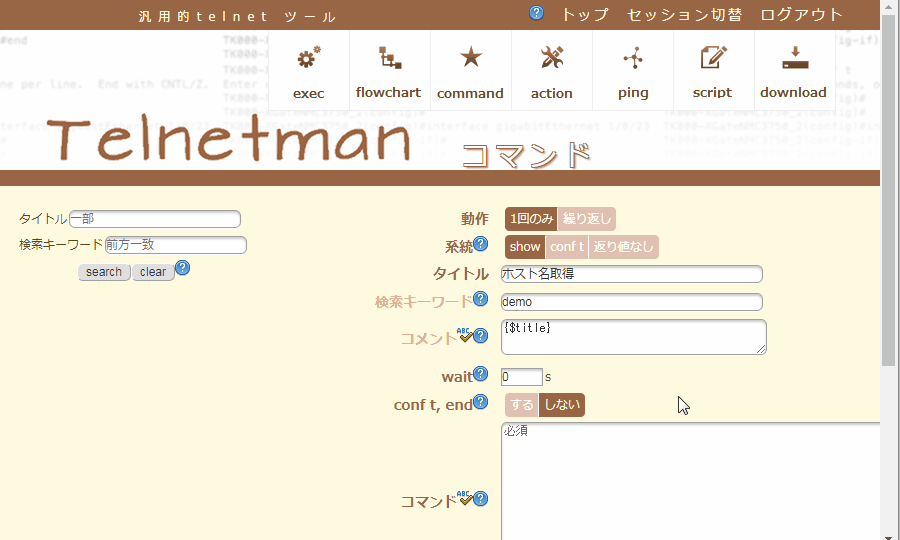 汎用的telnet ツール
トップ セッション切替 ログアウト
exec flowchart command action ping script download
Telnetman
コマンド
タイトル 一部
検索キーワード 前方一致
search clear
動作 1回のみ 繰り返し
系統 show conf t 返り値なし
タイトル ホスト名取得
検索キーワード demo
コメント {$title}
wait 0 s
conf t, end する しない
コマンド 必須